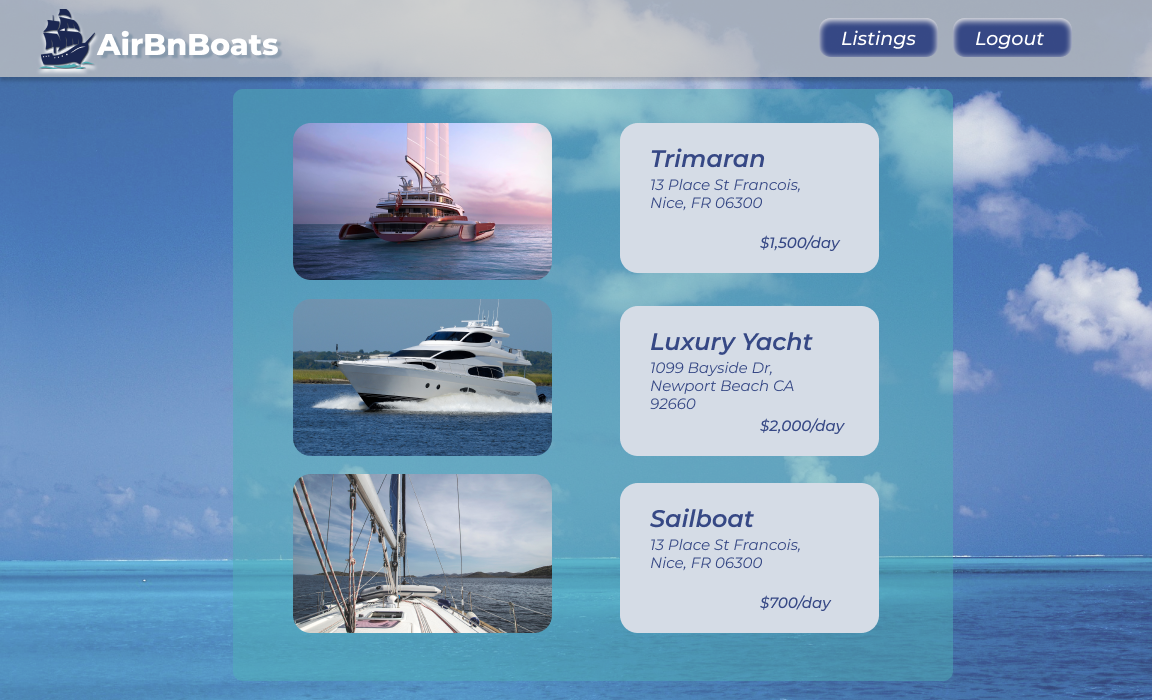 AirBnBoats
Listings
Logout
Trimaran
13 Place St Francois,
Nice, FR 06300
$1,500/day
Luxury Yacht
1099 Bayside Dr,
Newport Beach CA
92660
$2,000/day
Sailboat
13 Place St Francois,
Nice, FR 06300
$700/day